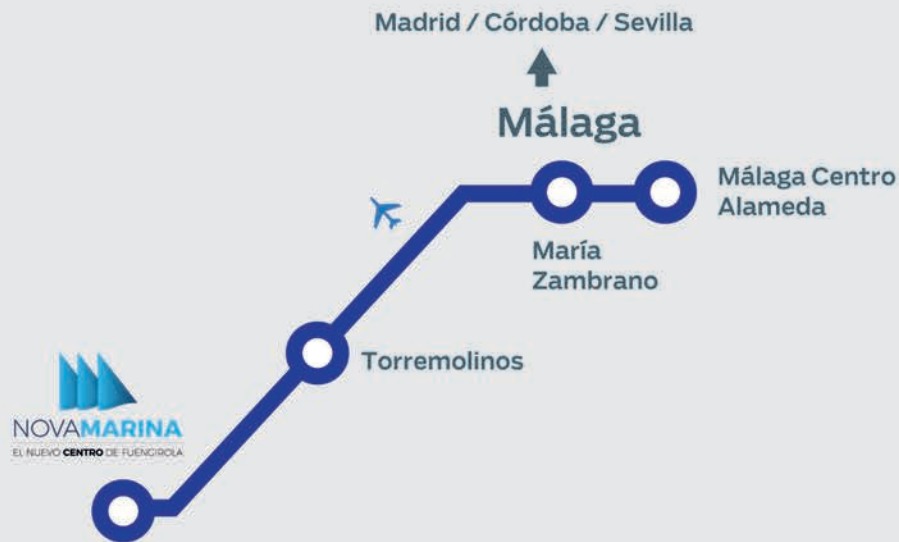 Madrid / Córdoba / Sevilla
Málaga
Málaga Centro
Alameda
María
Zambrano
Torremolinos
NOVAMARINA
EL NUEVO CENTRO DE FUENGIROLA